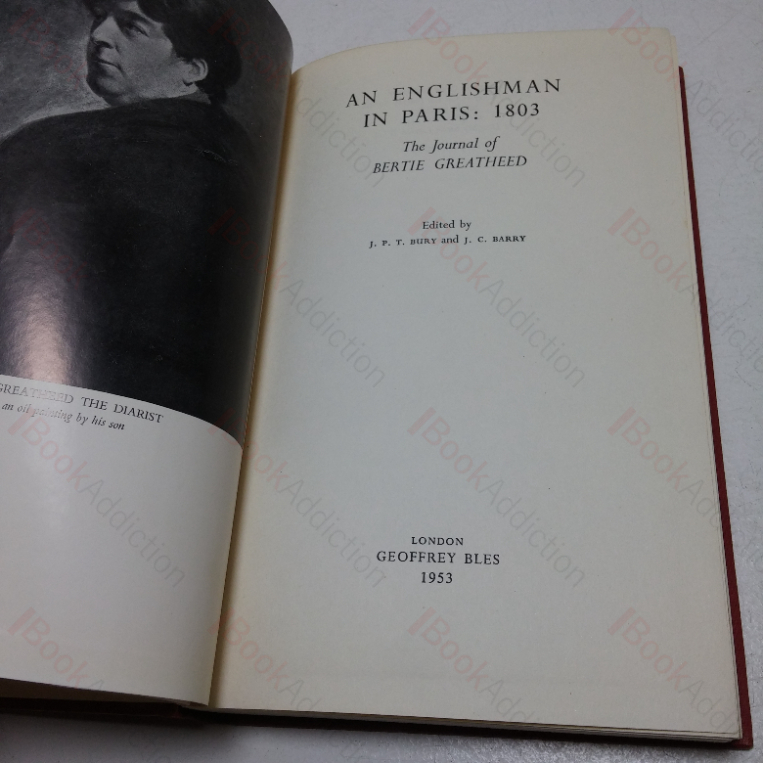 GREATHEED THE DIARIST
an oil painting by his son
AN ENGLISHMAN
IN PARIS: 1803
The Journal of
BERTIE GREATHEED
Edited by
J. P. T. BURY and J. C. BARRY
LONDON
GEOFFREY BLES
1953
BookAddiction